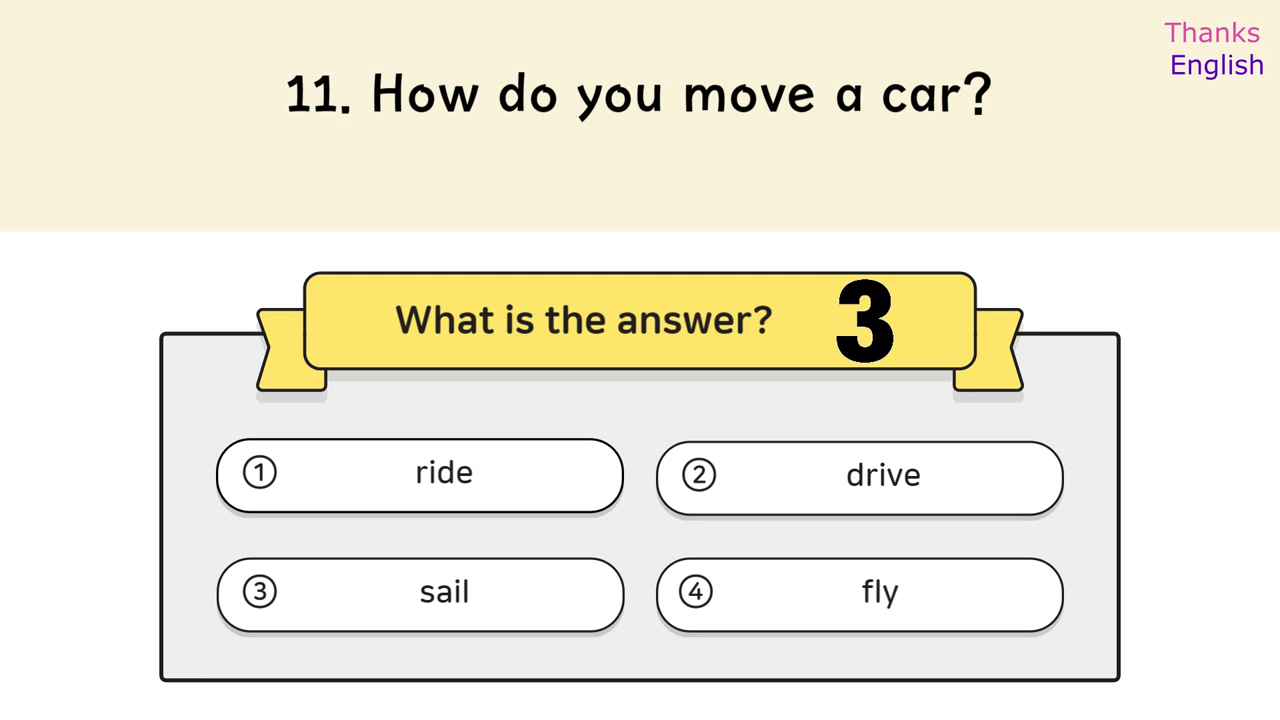 Thanks
English
11. How do you move a car?
What is the answer? 3
① ride
② drive
③ sail
④ fly